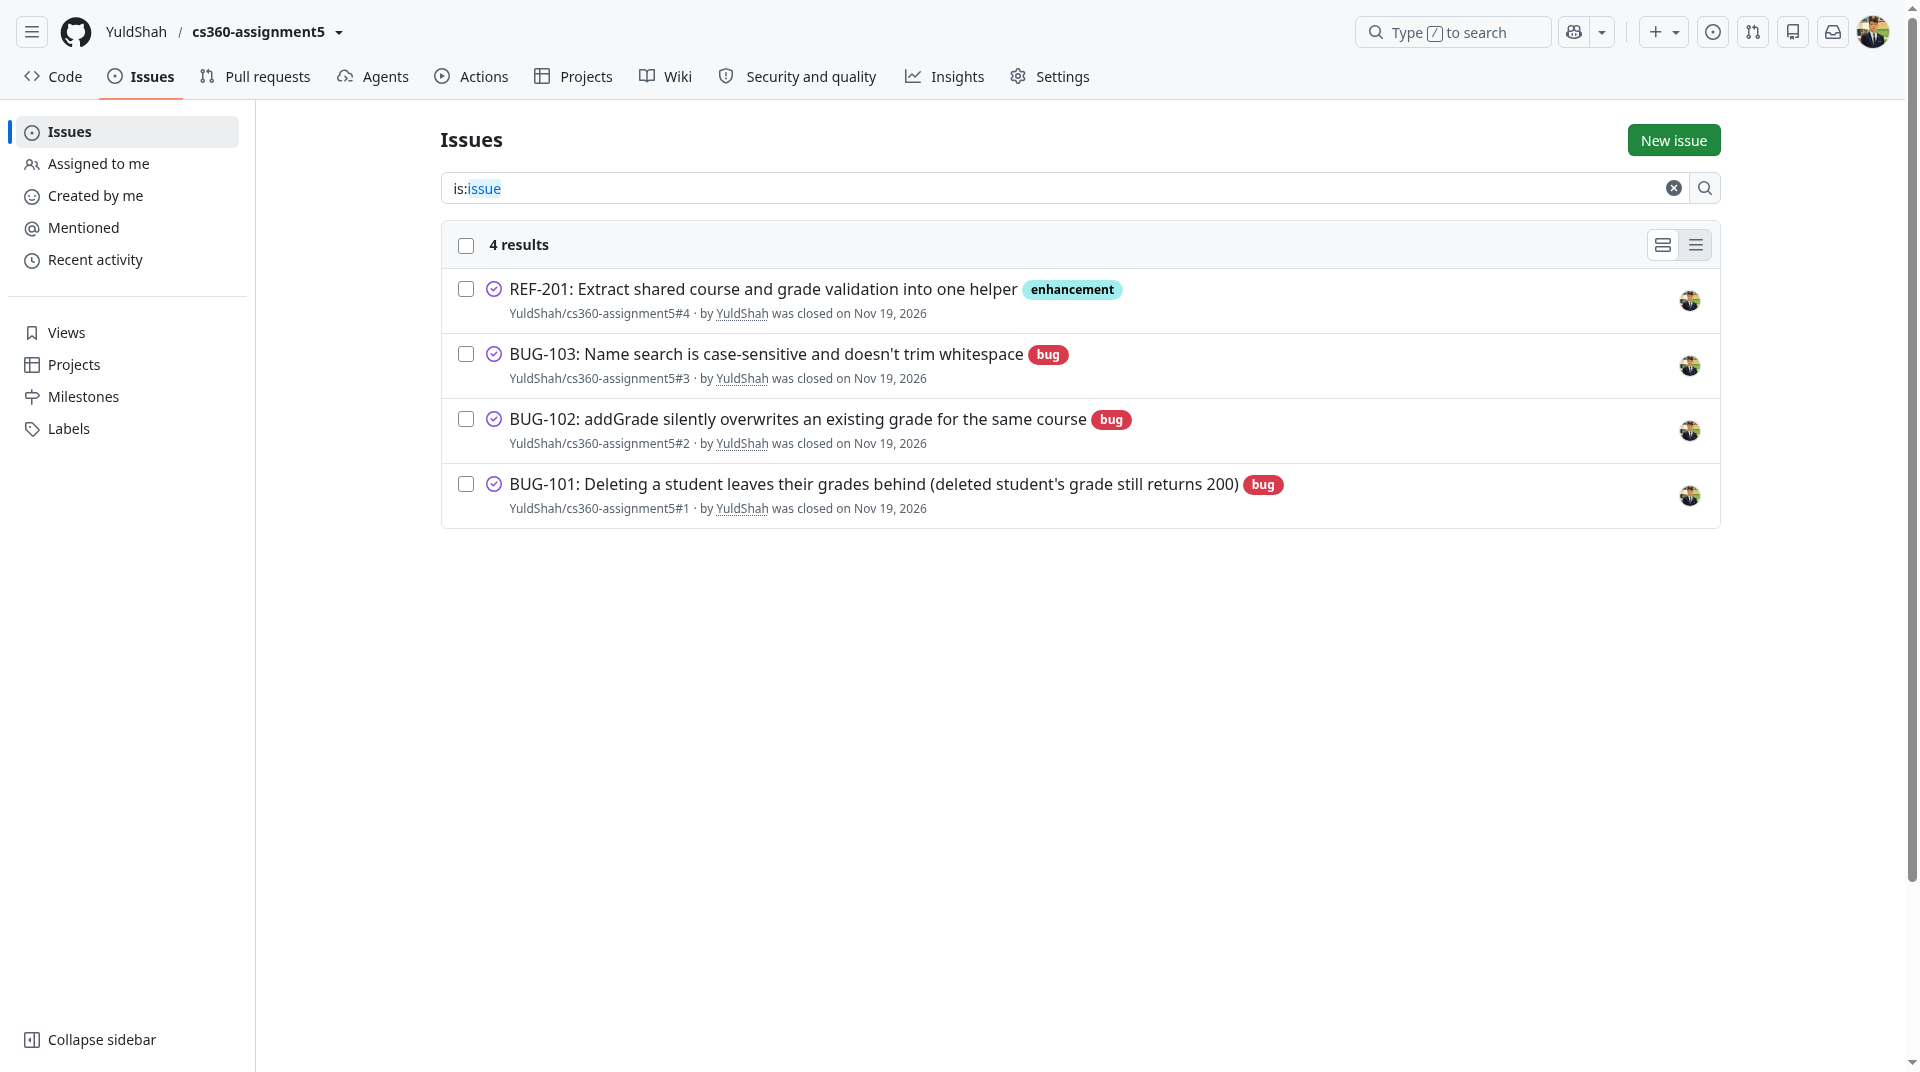 YuldShah / cs360-assignment5
Type / to search
Code Issues Pull requests Agents Actions Projects Wiki Security and quality Insights Settings
Issues
Assigned to me
Created by me
Mentioned
Recent activity
Views
Projects
Milestones
Labels
Collapse sidebar
Issues
New issue
is:issue
4 results
REF-201: Extract shared course and grade validation into one helper enhancement
YuldShah/cs360-assignment5#4 · by YuldShah was closed on Nov 19, 2026
BUG-103: Name search is case-sensitive and doesn't trim whitespace bug
YuldShah/cs360-assignment5#3 · by YuldShah was closed on Nov 19, 2026
BUG-102: addGrade silently overwrites an existing grade for the same course bug
YuldShah/cs360-assignment5#2 · by YuldShah was closed on Nov 19, 2026
BUG-101: Deleting a student leaves their grades behind (deleted student's grade still returns 200) bug
YuldShah/cs360-assignment5#1 · by YuldShah was closed on Nov 19, 2026